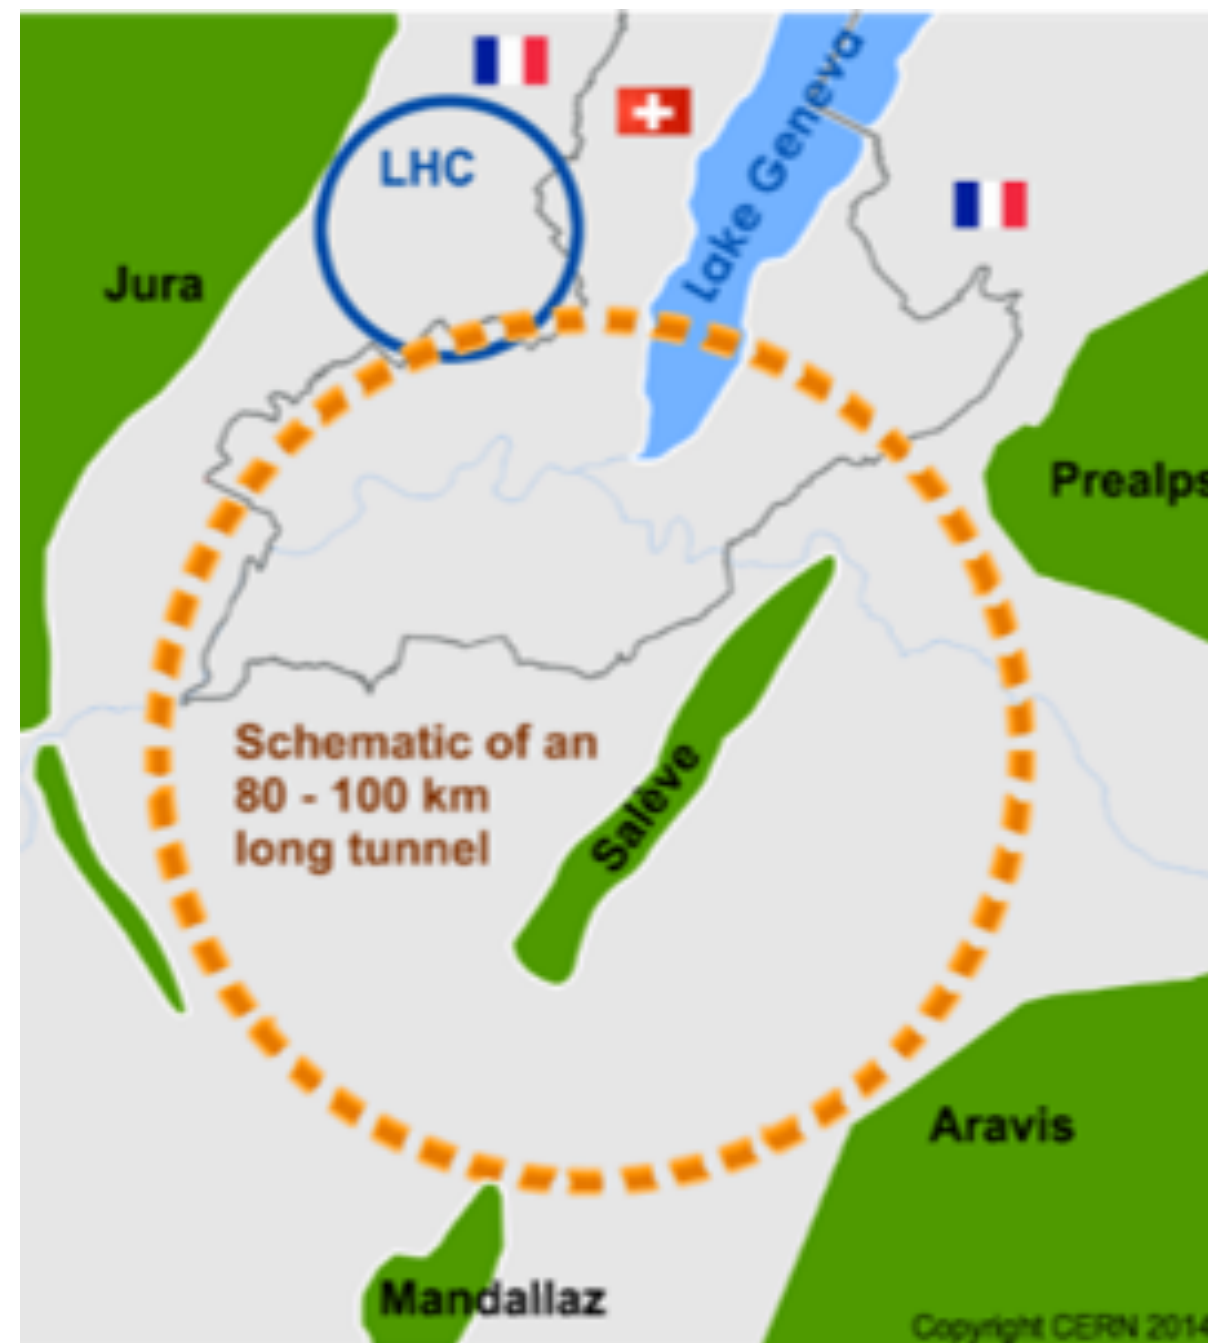 LHC
Lake Geneva
Jura
Prealps
Schematic of an
80 - 100 km
long tunnel
Salève
Aravis
Mandallaz
Copyright CERN 2014